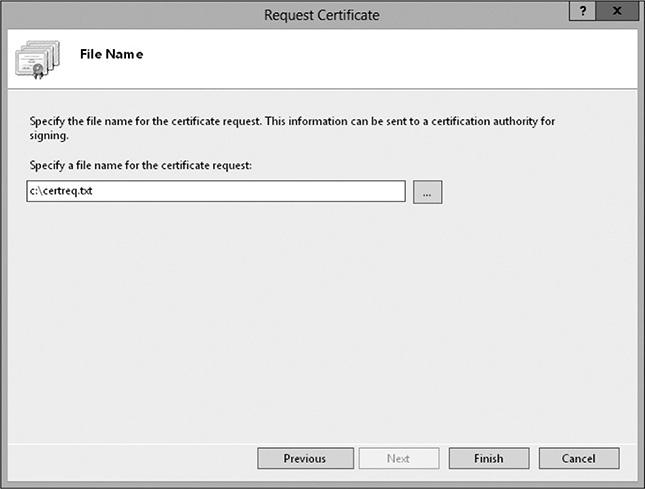 Request Certificate
?
X
File Name
Specify the file name for the certificate request. This information can be sent to a certification authority for
signing.
Specify a file name for the certificate request:
c:\certreq.txt
...
Previous
Next
Finish
Cancel